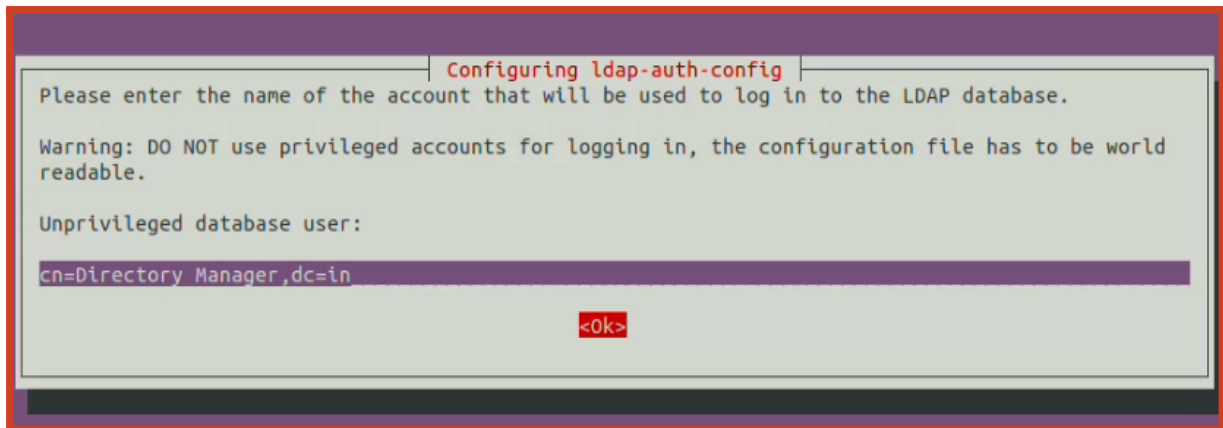 Configuring ldap-auth-config
Please enter the name of the account that will be used to log in to the LDAP database.
Warning: DO NOT use privileged accounts for logging in, the configuration file has to be world
readable.
Unprivileged database user:
cn=Directory Manager,dc=in
<Ok>